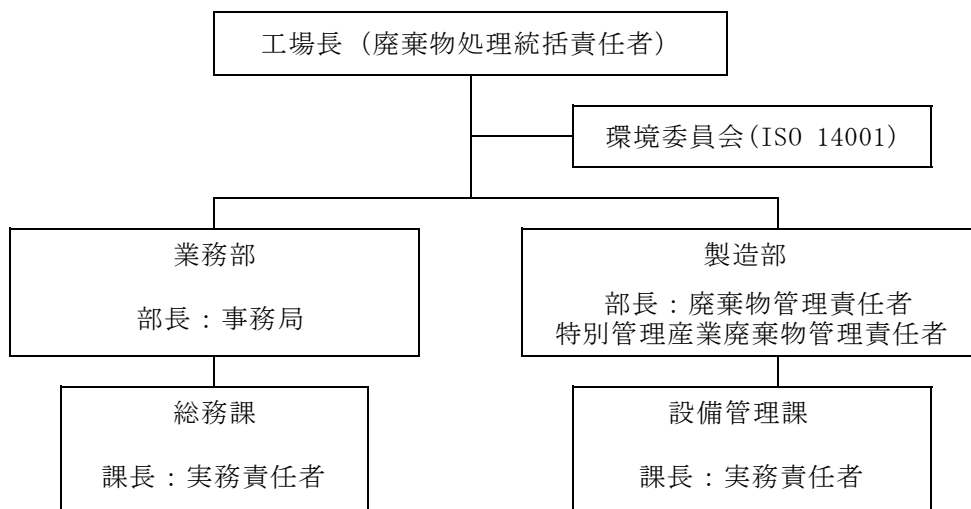 工場長（廃棄物処理統括責任者）
環境委員会(ISO 14001)
業務部
部長：事務局
製造部
部長：廃棄物管理責任者
特別管理産業廃棄物管理責任者
総務課
課長：実務責任者
設備管理課
課長：実務責任者